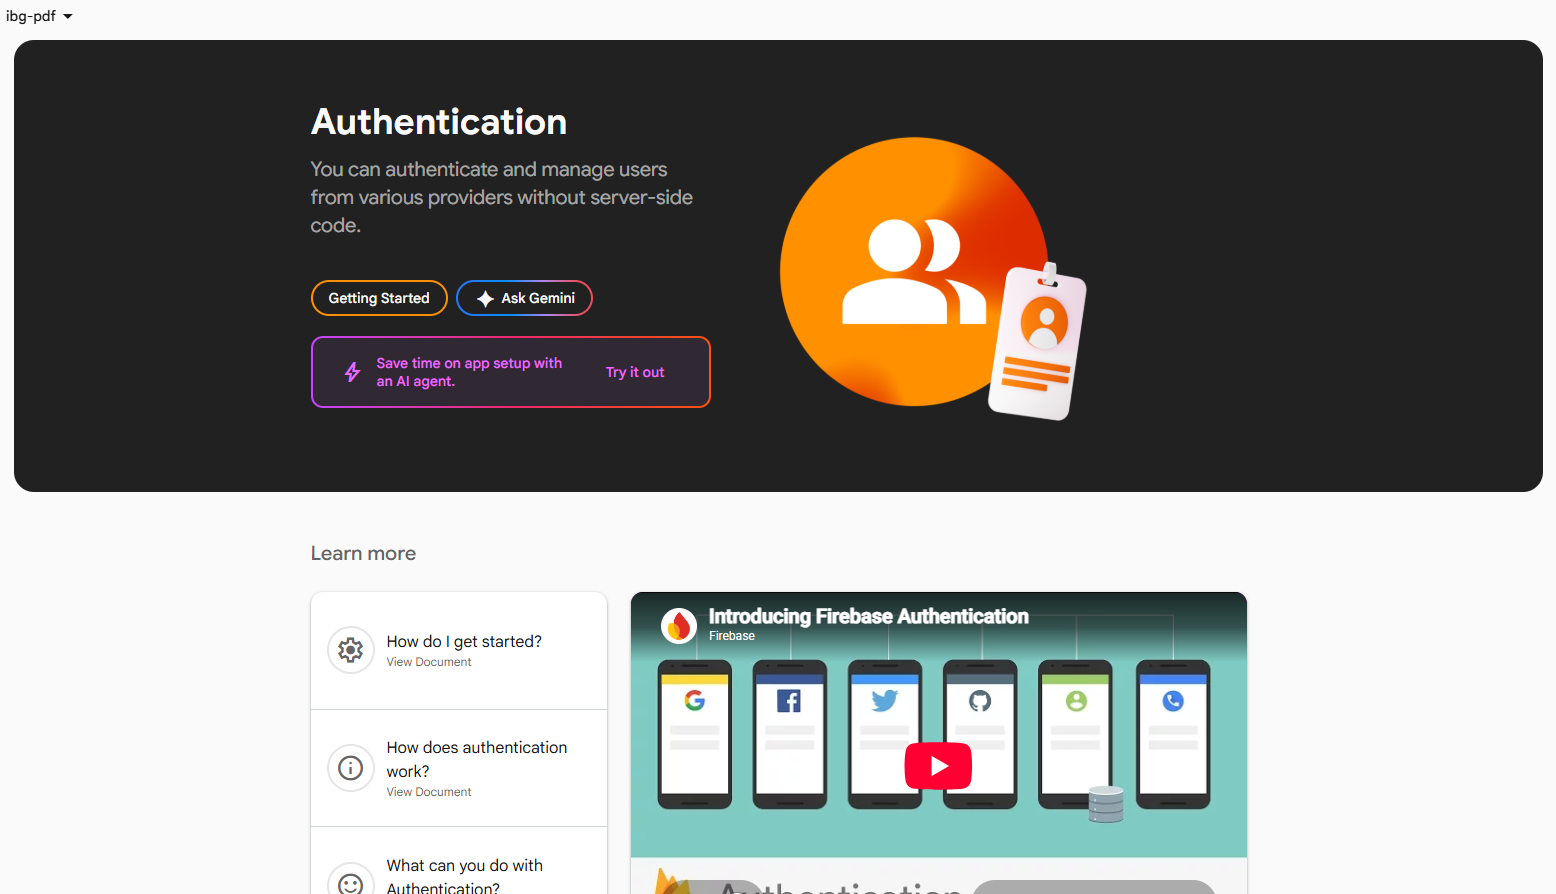 ibg-pdf
Authentication
You can authenticate and manage users
from various providers without server-side
code.
Getting Started
Ask Gemini
Save time on app setup with
an AI agent.
Try it out
Learn more
How do I get started?
View Document
How does authentication
work?
View Document
What can you do with
Authentication?
Introducing Firebase Authentication
Firebase
Authentication